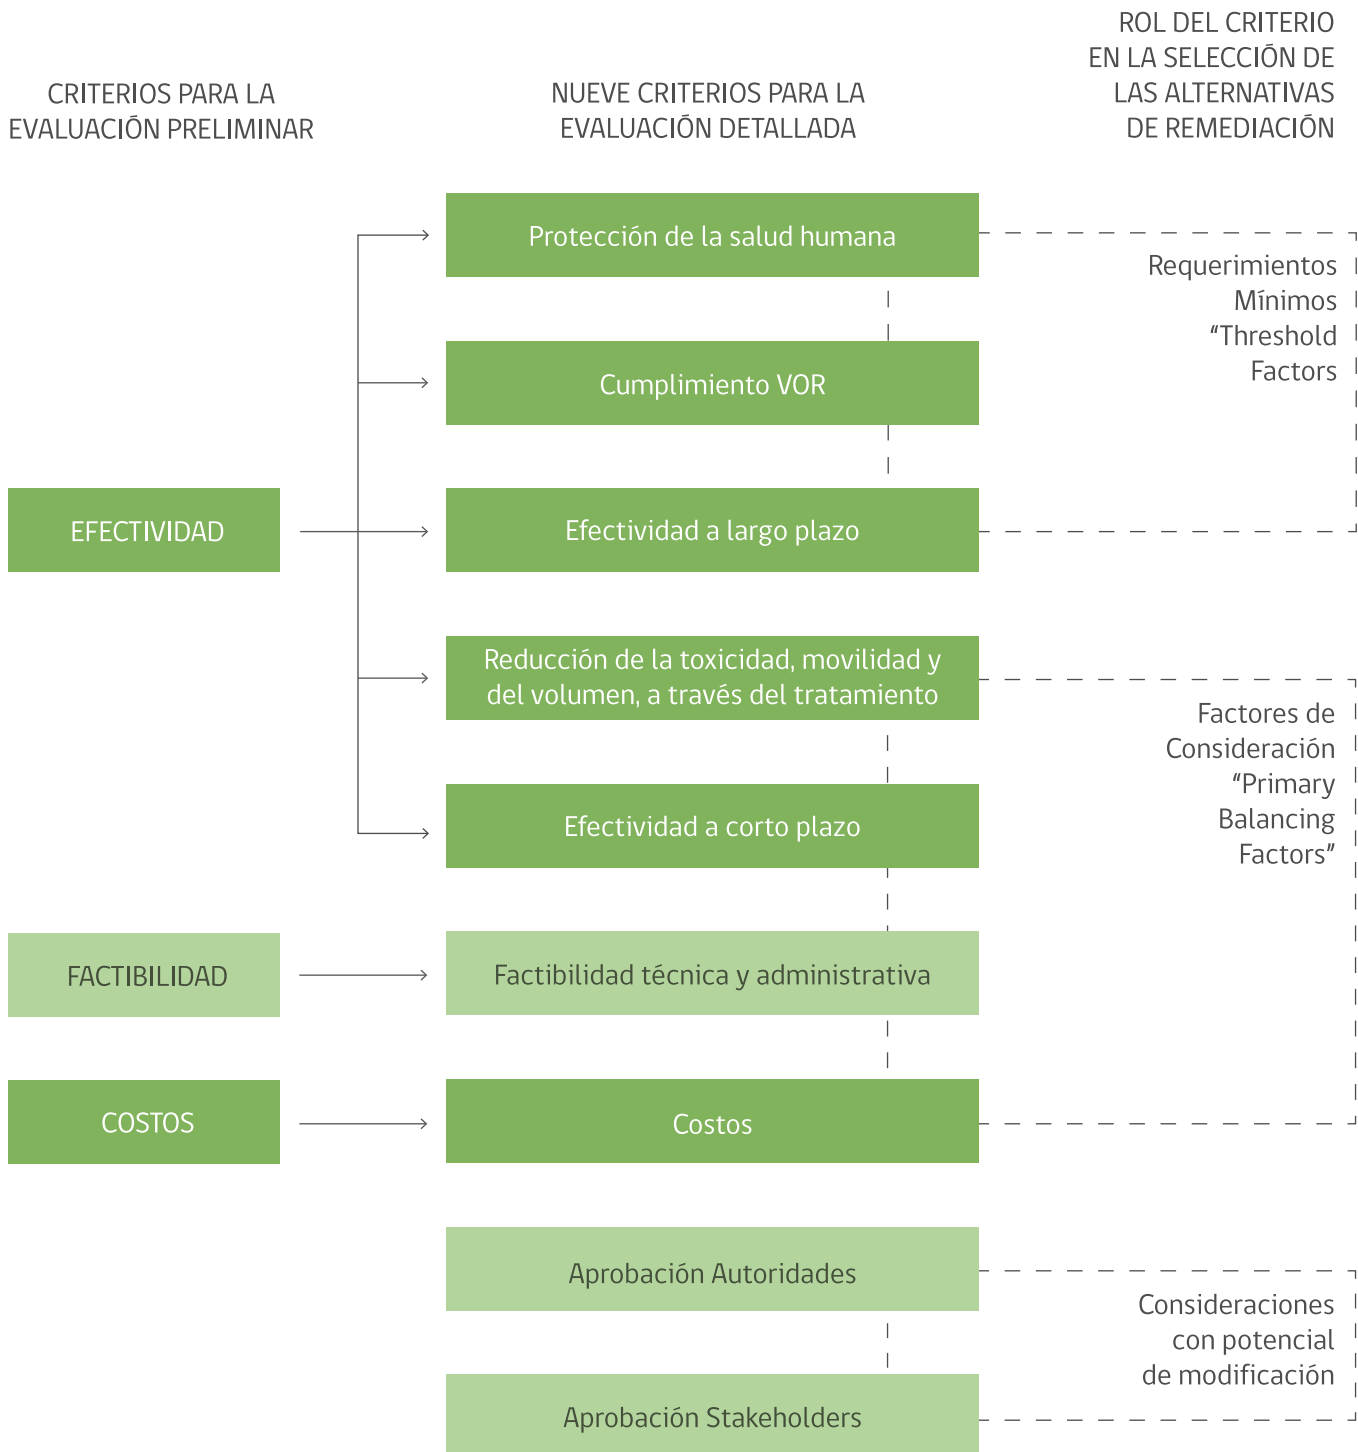 CRITERIOS PARA LA
EVALUACIÓN PRELIMINAR
NUEVE CRITERIOS PARA LA
EVALUACIÓN DETALLADA
ROL DEL CRITERIO
EN LA SELECCIÓN DE
LAS ALTERNATIVAS
DE REMEDIACIÓN
Protección de la salud humana
Requerimientos
Mínimos
“Threshold
Factors
Cumplimiento VOR
EFECTIVIDAD
Efectividad a largo plazo
Reducción de la toxicidad, movilidad y
del volumen, a través del tratamiento
Factores de
Consideración
“Primary
Balancing
Factors”
Efectividad a corto plazo
FACTIBILIDAD
Factibilidad técnica y administrativa
COSTOS
Costos
Aprobación Autoridades
Consideraciones
con potencial
de modificación
Aprobación Stakeholders